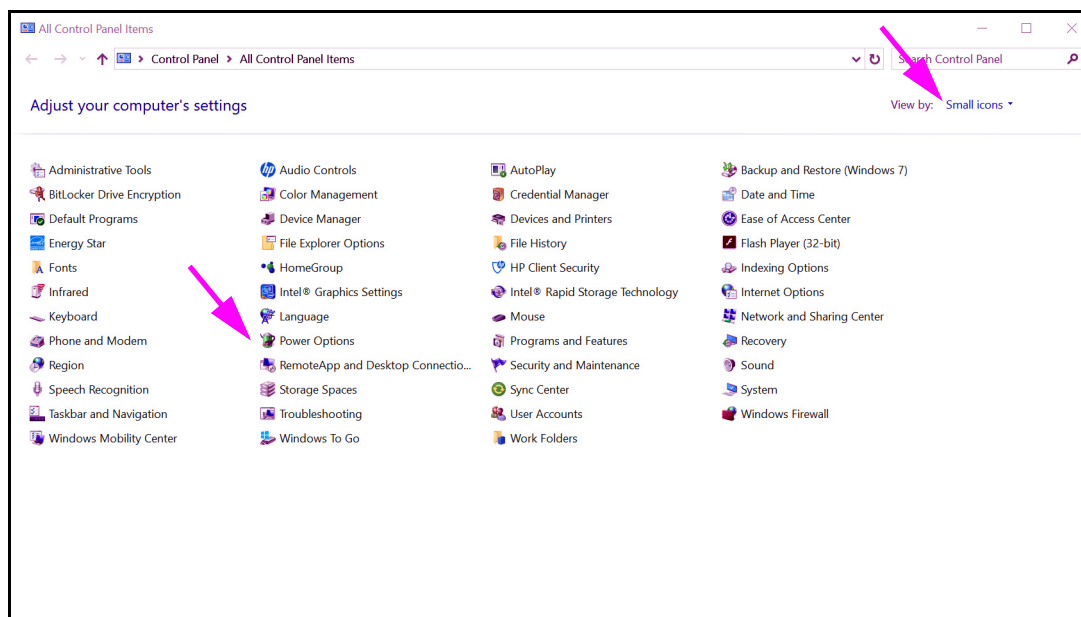 All Control Panel Items
Control Panel > All Control Panel Items
Search Control Panel
Adjust your computer's settings
View by: Small icons
Administrative Tools Audio Controls AutoPlay Backup and Restore (Windows 7)
BitLocker Drive Encryption Color Management Credential Manager Date and Time
Default Programs Device Manager Devices and Printers Ease of Access Center
Energy Star File Explorer Options File History Flash Player (32-bit)
Fonts HomeGroup HP Client Security Indexing Options
Infrared Intel® Graphics Settings Intel® Rapid Storage Technology Internet Options
Keyboard Language Mouse Network and Sharing Center
Phone and Modem Power Options Programs and Features Recovery
Region RemoteApp and Desktop Connectio... Security and Maintenance Sound
Speech Recognition Storage Spaces Sync Center System
Taskbar and Navigation Troubleshooting User Accounts Windows Firewall
Windows Mobility Center Windows To Go Work Folders